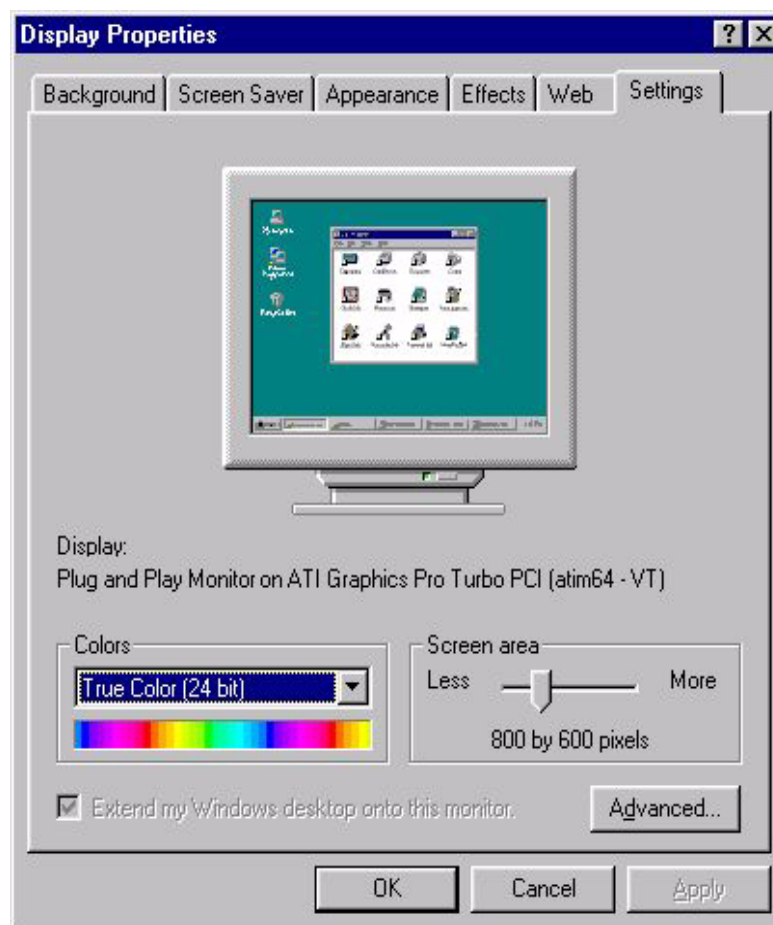 Display Properties
Background Screen Saver Appearance Effects Web Settings
Display:
Plug and Play Monitor on ATI Graphics Pro Turbo PCI (atim64 - VT)
Colors
True Color (24 bit)
Screen area
Less More
800 by 600 pixels
Extend my Windows desktop onto this monitor.
Advanced...
OK Cancel Apply